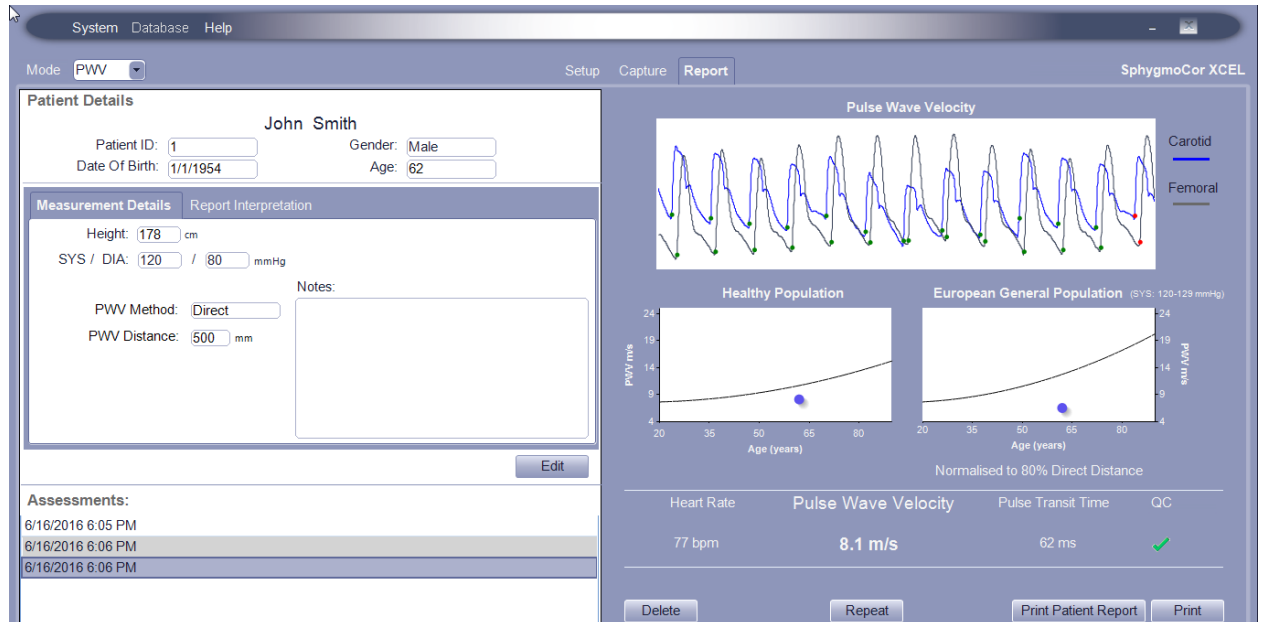 System Database Help
Mode PWV
Setup Capture Report
SphygmoCor XCEL
Patient Details
John Smith
Patient ID: 1
Gender: Male
Date Of Birth: 1/1/1954
Age: 62
Measurement Details Report Interpretation
Height: 178 cm
SYS / DIA: 120 / 80 mmHg
Notes:
PWV Method: Direct
PWV Distance: 500 mm
Edit
Assessments:
6/16/2016 6:05 PM
6/16/2016 6:06 PM
6/16/2016 6:06 PM
Pulse Wave Velocity
Carotid
Femoral
Healthy Population
24
19
14
9
4
PWV m/s
20 35 50 65 80
Age (years)
European General Population (SYS: 120-129 mmHg)
24
19
14
9
4
PWV m/s
20 35 50 65 80
Age (years)
Normalised to 80% Direct Distance
Heart Rate Pulse Wave Velocity Pulse Transit Time QC
77 bpm 8.1 m/s 62 ms
Delete Repeat Print Patient Report Print